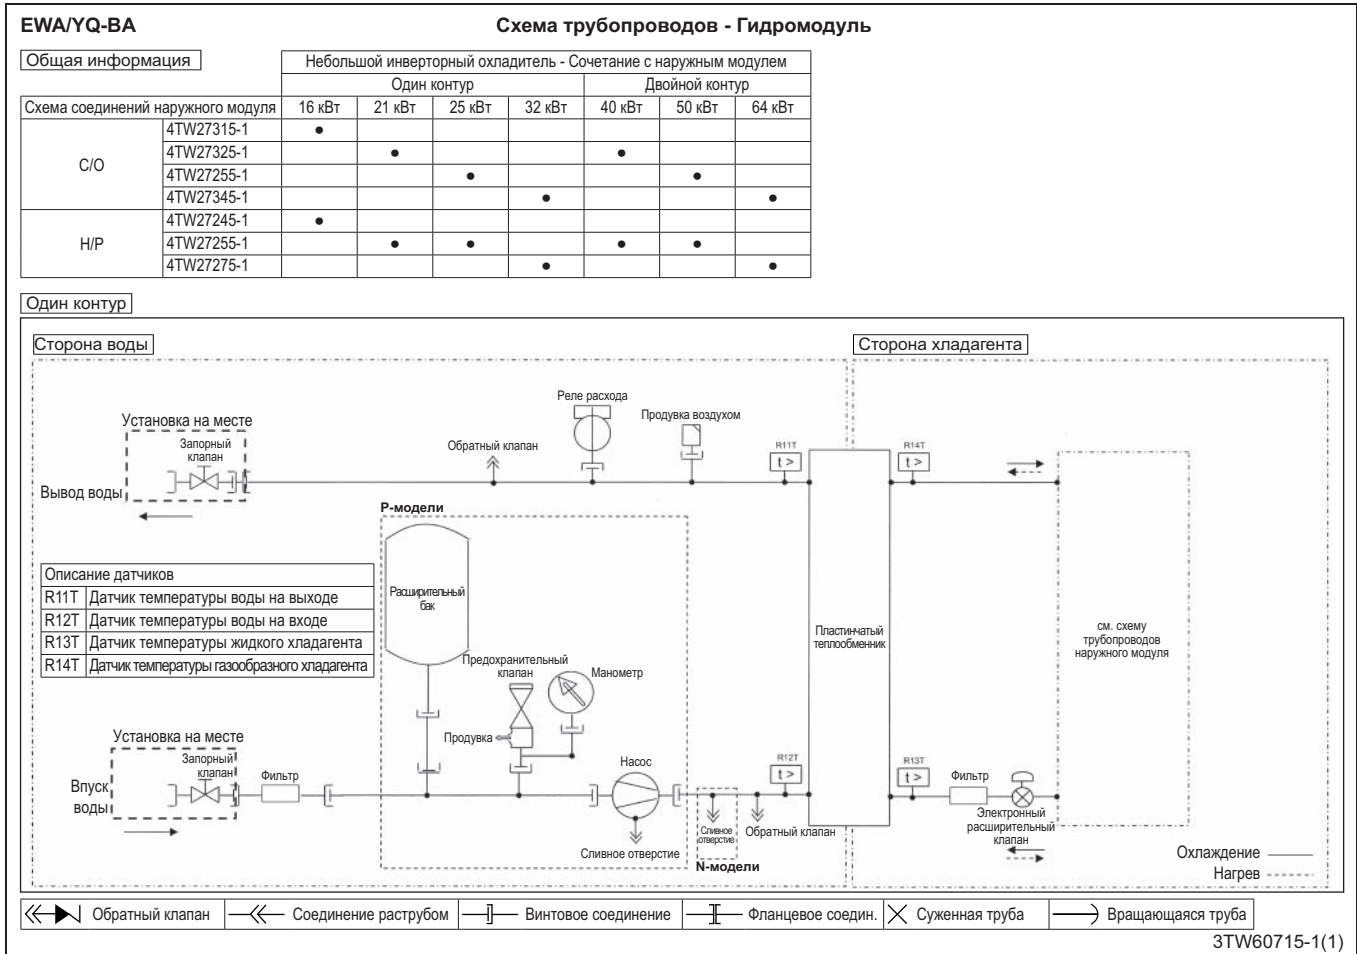 EWA/YQ-BA
Схема трубопроводов - Гидромодуль
Общая информация
Небольшой инверторный охладитель - Сочетание с наружным модулем
Один контур Двойной контур
Схема соединений наружного модуля 16 кВт 21 кВт 25 кВт 32 кВт 40 кВт 50 кВт 64 кВт
C/O
4TW27315-1 ●
4TW27325-1 ● ●
4TW27255-1 ● ●
4TW27345-1 ● ●
H/P
4TW27245-1 ●
4TW27255-1 ● ● ● ●
4TW27275-1 ● ●
Один контур
Сторона воды
Сторона хладагента
Установка на месте
Запорный
клапан
Вывод воды
Обратный клапан
Реле расхода
Продувка воздухом
R11T
t >
R14T
t >
P-модели
Расширительный
бак
Описание датчиков
R11T Датчик температуры воды на выходе
R12T Датчик температуры воды на входе
R13T Датчик температуры жидкого хладагента
R14T Датчик температуры газообразного хладагента
Предохранительный
клапан
Манометр
Продувка
Пластинчатый
теплообменник
см. схему
трубопроводов
наружного модуля
Установка на месте
Запорный
клапан
Впуск
воды
Фильтр
Насос
Сливное отверстие
Сливное
отверстие
N-модели
Обратный клапан
R12T
t >
R13T
t >
Фильтр
Электронный
расширительный
клапан
Охлаждение
Нагрев
Обратный клапан
Соединение раструбом
Винтовое соединение
Фланцевое соедин.
Суженная труба
Вращающаяся труба
3TW60715-1(1)